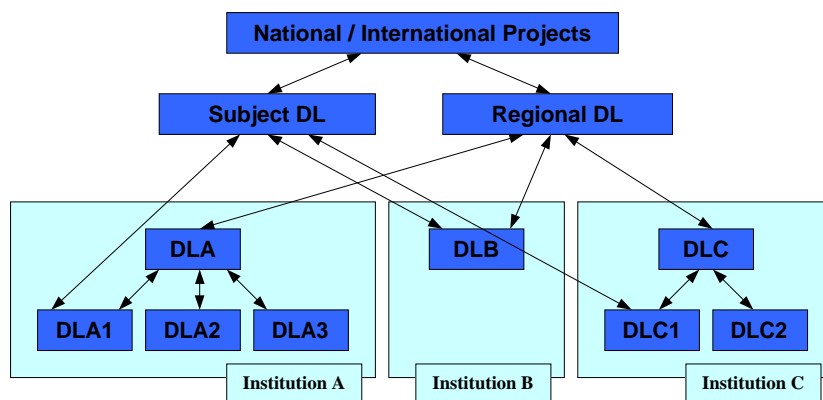 National / International Projects
Subject DL
Regional DL
DLA
DLB
DLC
DLA1
DLA2
DLA3
DLC1
DLC2
Institution A
Institution B
Institution C